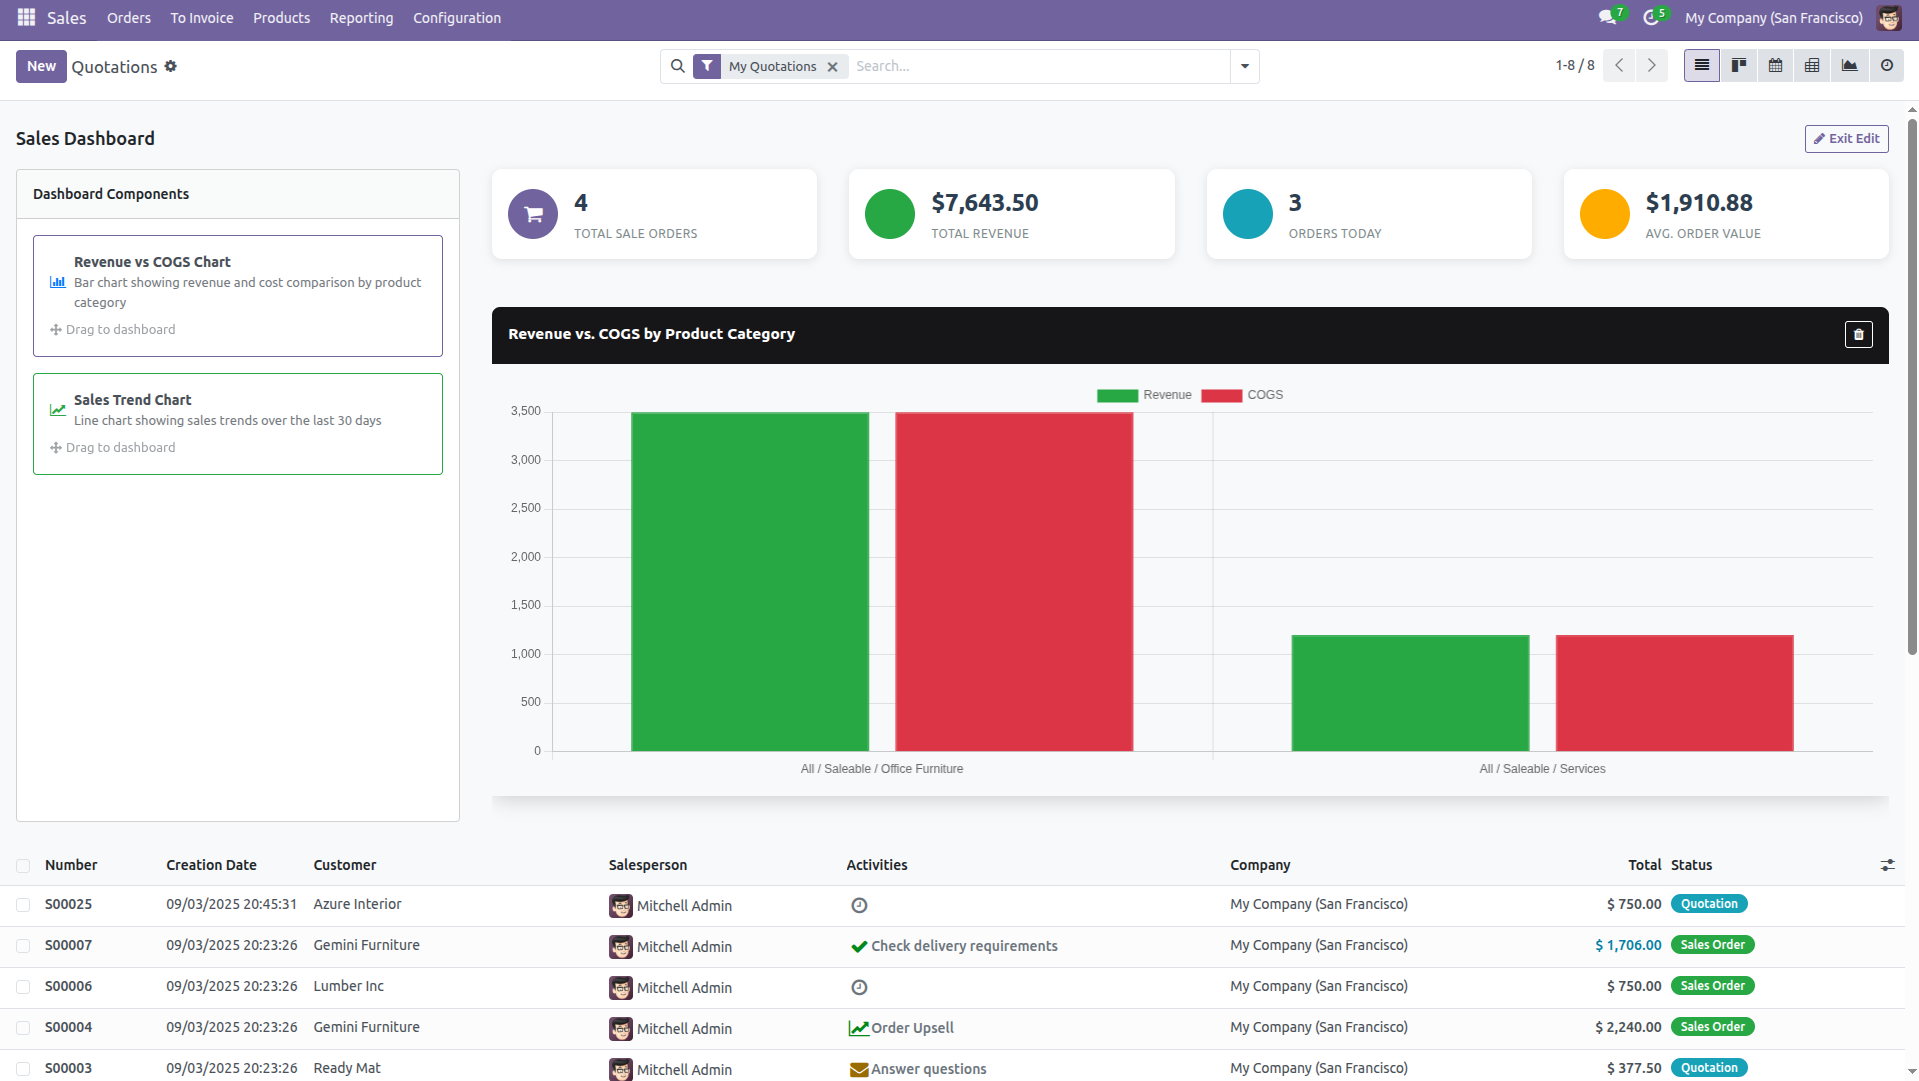 Sales Orders To Invoice Products Reporting Configuration 7 5 My Company (San Francisco)
New Quotations My Quotations Search... 1-8 / 8
Sales Dashboard Exit Edit
Dashboard Components
Revenue vs COGS Chart
Bar chart showing revenue and cost comparison by product
category
Drag to dashboard
Sales Trend Chart
Line chart showing sales trends over the last 30 days
Drag to dashboard
4
TOTAL SALE ORDERS
$7,643.50
TOTAL REVENUE
3
ORDERS TODAY
$1,910.88
AVG. ORDER VALUE
Revenue vs. COGS by Product Category
Revenue COGS
3,500
3,000
2,500
2,000
1,500
1,000
500
0
All / Saleable / Office Furniture All / Saleable / Services
Number Creation Date Customer Salesperson Activities Company Total Status
S00025 09/03/2025 20:45:31 Azure Interior Mitchell Admin My Company (San Francisco) $ 750.00 Quotation
S00007 09/03/2025 20:23:26 Gemini Furniture Mitchell Admin Check delivery requirements My Company (San Francisco) $ 1,706.00 Sales Order
S00006 09/03/2025 20:23:26 Lumber Inc Mitchell Admin My Company (San Francisco) $ 750.00 Sales Order
S00004 09/03/2025 20:23:26 Gemini Furniture Mitchell Admin Order Upsell My Company (San Francisco) $ 2,240.00 Sales Order
S00003 09/03/2025 20:23:26 Ready Mat Mitchell Admin Answer questions My Company (San Francisco) $ 377.50 Quotation